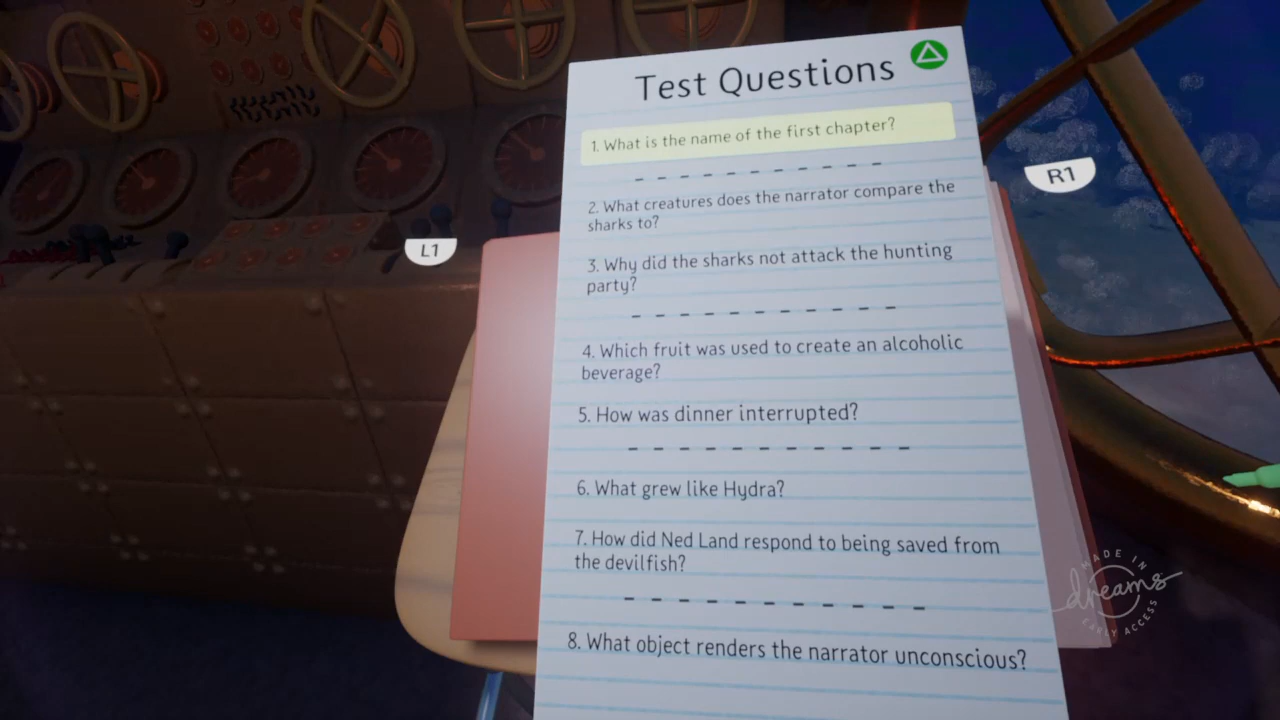 Test Questions
1. What is the name of the first chapter?
2. What creatures does the narrator compare the
sharks to?
3. Why did the sharks not attack the hunting
party?
4. Which fruit was used to create an alcoholic
beverage?
5. How was dinner interrupted?
6. What grew like Hydra?
7. How did Ned Land respond to being saved from
the devilfish?
8. What object renders the narrator unconscious?
L1
R1
MADE IN
dreams
EARLY ACCESS